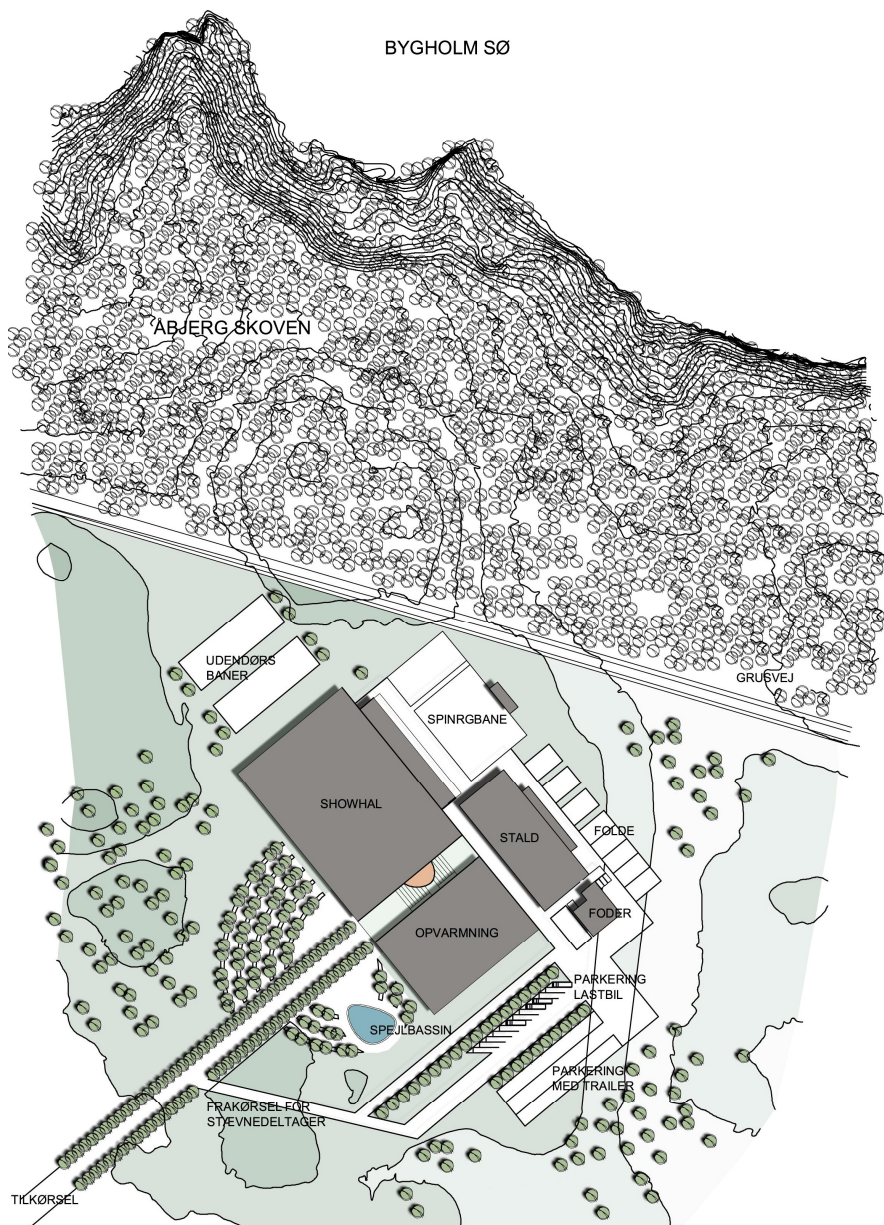 BYGHOLM SØ
ÅBJERG SKOVEN
GRUSVEJ
UDENDØRS
BANER
SPINRGBANE
SHOWHAL
STALD
FOLDE
FODER
OPVARMNING
PARKERING
LASTBIL
SPEJLBASSIN
PARKERING
MED TRAILER
FRAKØRSEL FOR
STÆVNEDELTAGER
TILKØRSEL